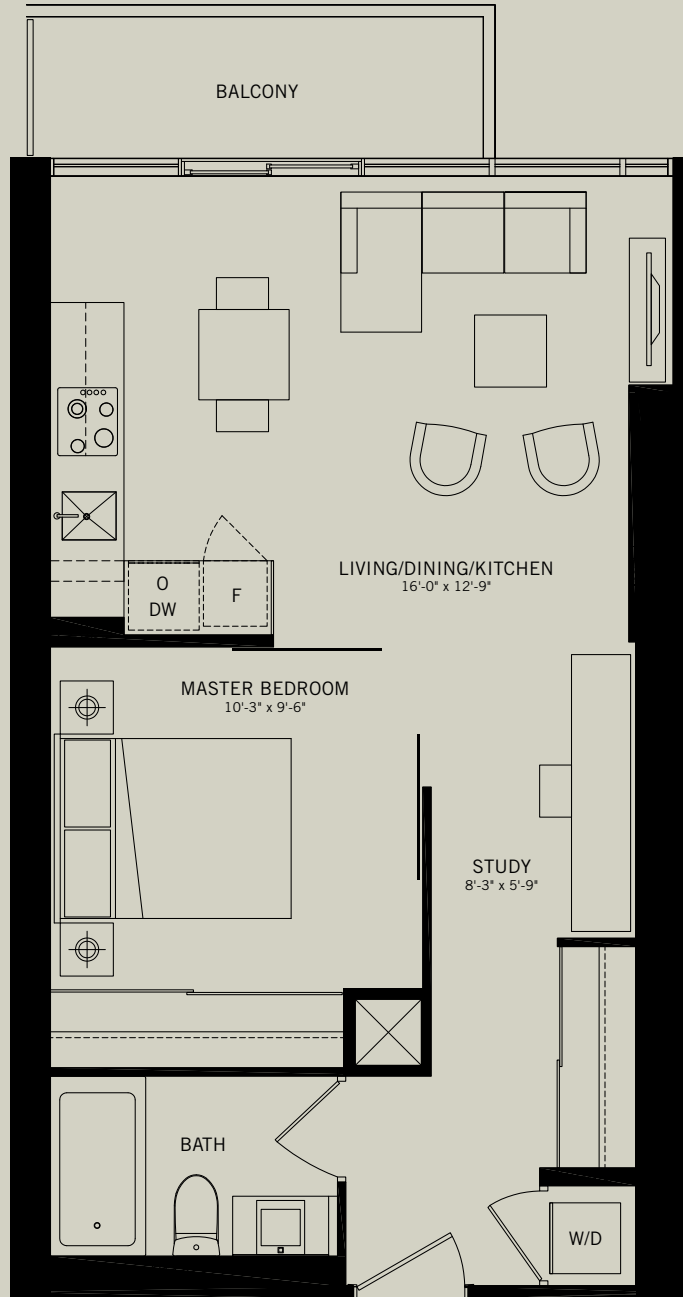 BALCONY
LIVING/DINING/KITCHEN
16'-0" x 12'-9"
O
DW
F
MASTER BEDROOM
10'-3" x 9'-6"
STUDY
8'-3" x 5'-9"
BATH
W/D